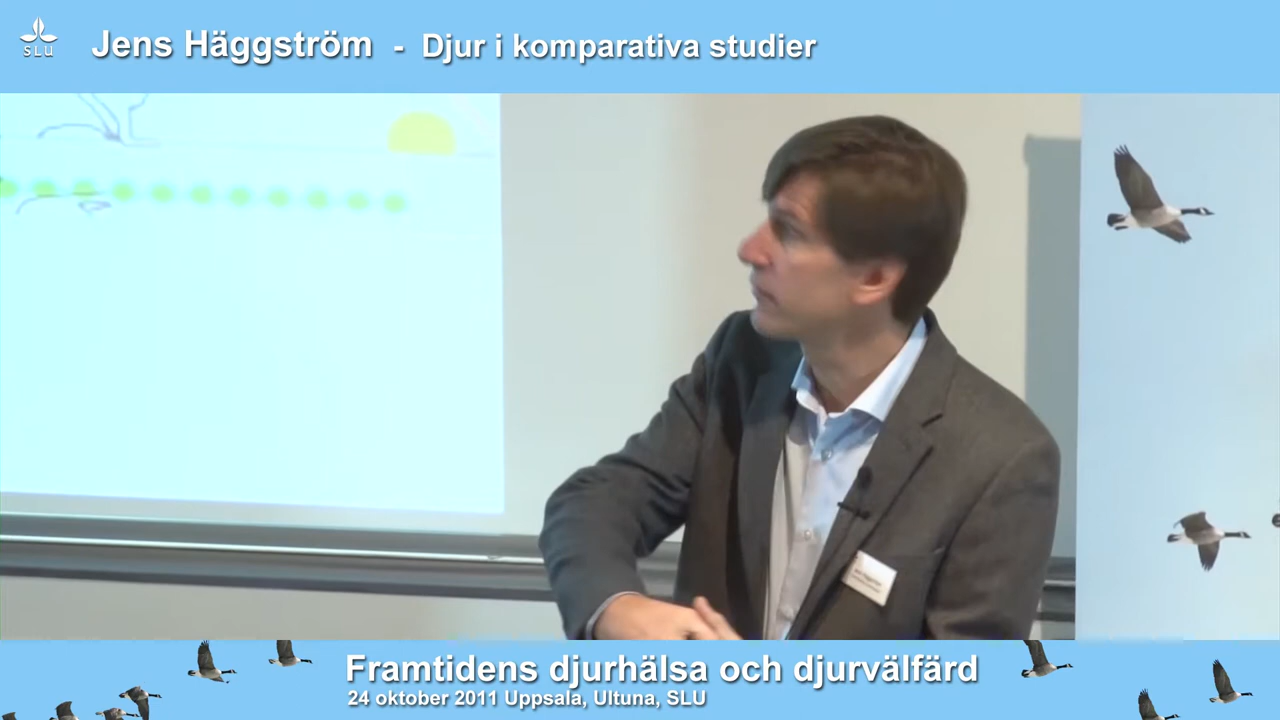 SLU
Jens Häggström - Djur i komparativa studier
Framtidens djurhälsa och djurvälfärd
24 oktober 2011 Uppsala, Ultuna, SLU